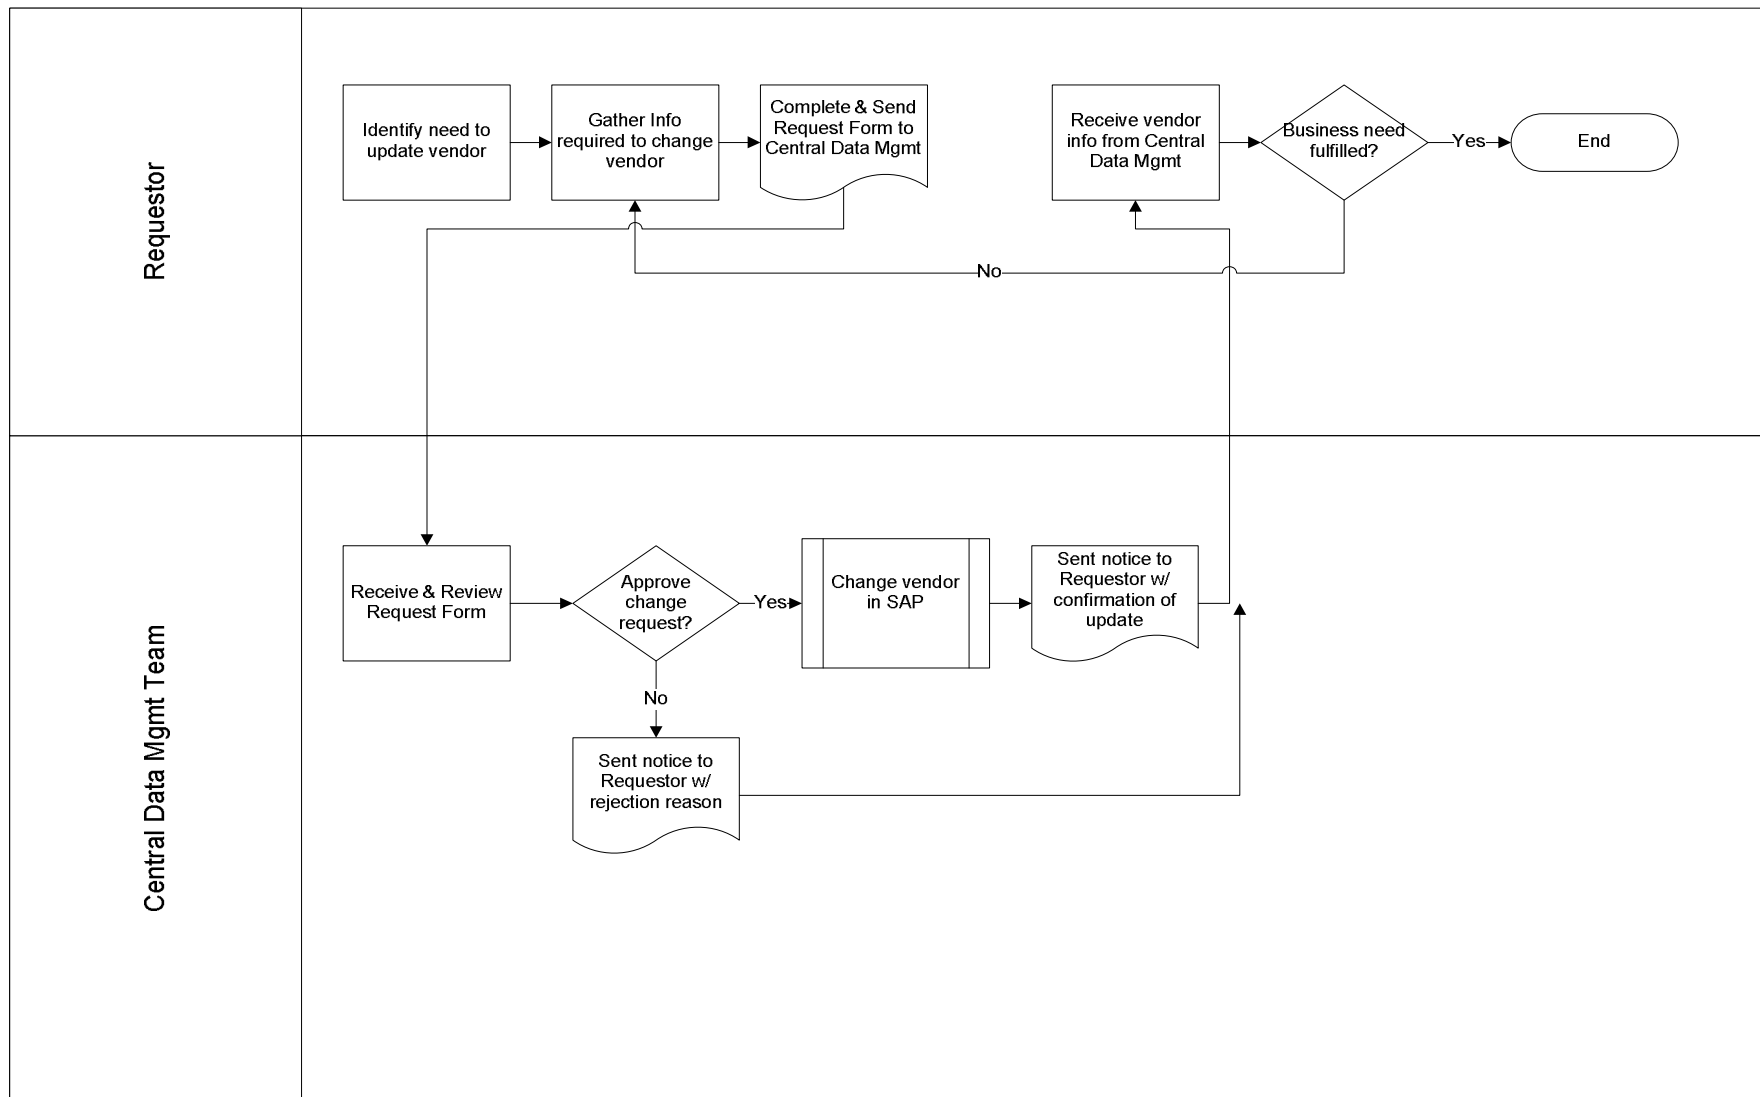 Requestor
Identify need to
update vendor
Gather Info
required to change
vendor
Complete & Send
Request Form to
Central Data Mgmt
Receive vendor
info from Central
Data Mgmt
Business need
fulfilled?
Yes
End
No
Central Data Mgmt Team
Receive & Review
Request Form
Approve
change
request?
Yes
Change vendor
in SAP
Sent notice to
Requestor w/
confirmation of
update
No
Sent notice to
Requestor w/
rejection reason